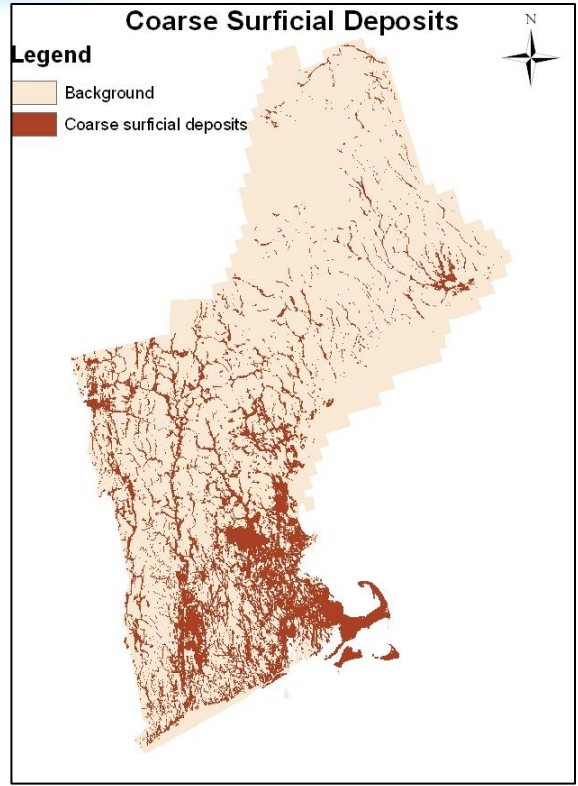 Coarse Surficial Deposits
N
Legend
Background
Coarse surficial deposits